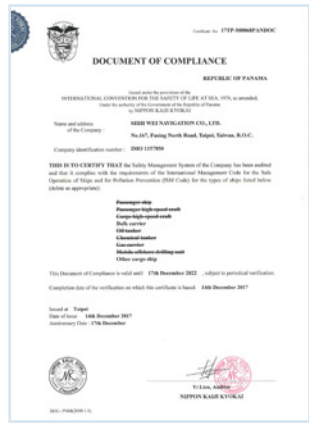 Certificate No. 17TP-M0068PANDOC
DOCUMENT OF COMPLIANCE
REPUBLIC OF PANAMA
Issued under the provisions of the
INTERNATIONAL CONVENTION FOR THE SAFETY OF LIFE AT SEA, 1974, as amended,
Under the authority of the Government of the Republic of Panama
by NIPPON KAIJI KYOKAI
Name and address SHIH WEI NAVIGATION CO., LTD.
of the Company :
No.167, Fusing North Road, Taipei, Taiwan, R.O.C.
Company identification number : IMO 1157850
THIS IS TO CERTIFY THAT the Safety Management System of the Company has been audited
and that it complies with the requirements of the International Management Code for the Safe
Operation of Ships and for Pollution Prevention (ISM Code) for the types of ships listed below
(delete as appropriate):
Passenger ship
Passenger high-speed craft
Cargo high-speed craft
Bulk carrier
Oil tanker
Chemical tanker
Gas carrier
Mobile offshore drilling unit
Other cargo ship
This Document of Compliance is valid until 17th December 2022 , subject to periodical verification.
Completion date of the verification on which this certificate is based 14th December 2017
Issued at Taipei
Date of issue 14th December 2017
Anniversary Date : 17th December
Yi Lien, Auditor
NIPPON KAIJI KYOKAI